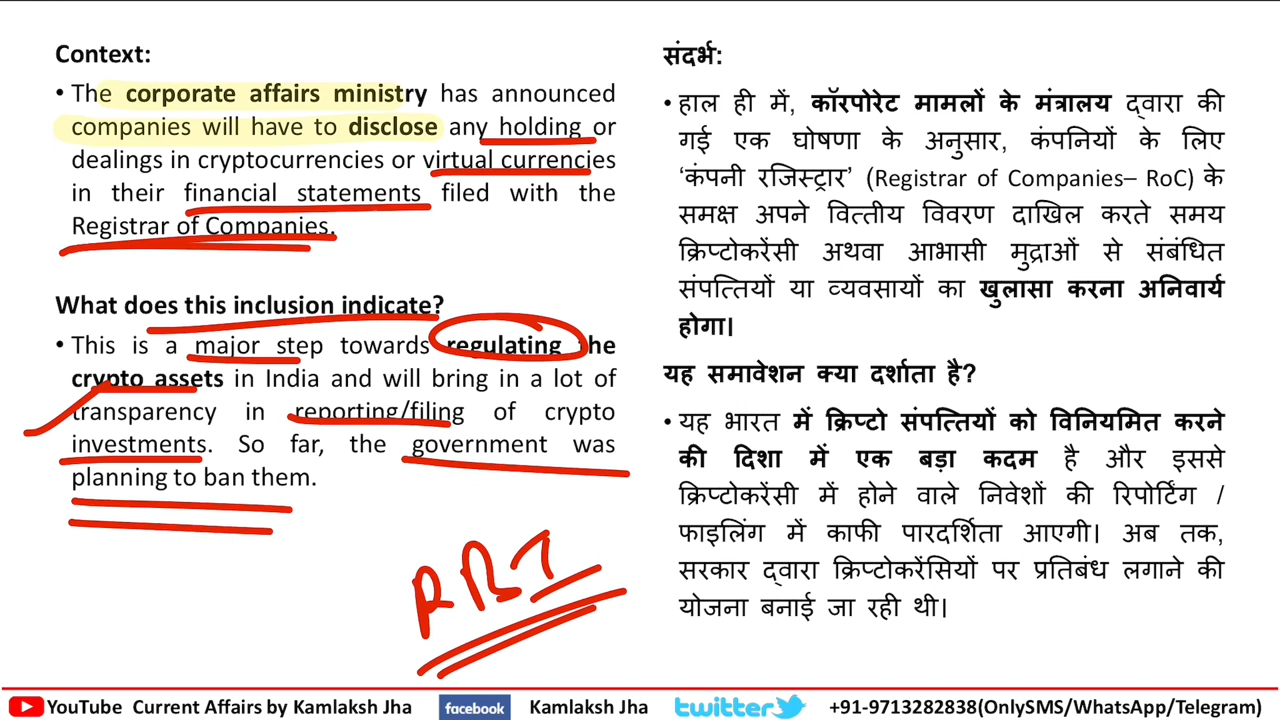 Context:
• The corporate affairs ministry has announced
companies will have to disclose any holding or
dealings in cryptocurrencies or virtual currencies
in their financial statements filed with the
Registrar of Companies.
What does this inclusion indicate?
• This is a major step towards regulating the
crypto assets in India and will bring in a lot of
transparency in reporting/filing of crypto
investments. So far, the government was
planning to ban them.
RBI
संदर्भ:
• हाल ही में, कॉरपोरेट मामलों के मंत्रालय द्वारा की
गई एक घोषणा के अनुसार, कंपनियों के लिए
‘कंपनी रजिस्ट्रार’ (Registrar of Companies– RoC) के
समक्ष अपने वित्तीय विवरण दाखिल करते समय
क्रिप्टोकरेंसी अथवा आभासी मुद्राओं से संबंधित
संपत्तियों या व्यवसायों का खुलासा करना अनिवार्य
होगा।
यह समावेशन क्या दर्शाता है?
• यह भारत में क्रिप्टो संपत्तियों को विनियमित करने
की दिशा में एक बड़ा कदम है और इससे
क्रिप्टोकरेंसी में होने वाले निवेशों की रिपोर्टिंग /
फाइलिंग में काफी पारदर्शिता आएगी। अब तक,
सरकार द्वारा क्रिप्टोकरेंसियों पर प्रतिबंध लगाने की
योजना बनाई जा रही थी।
YouTube Current Affairs by Kamlaksh Jha facebook Kamlaksh Jha twitter +91-9713282838(OnlySMS/WhatsApp/Telegram)